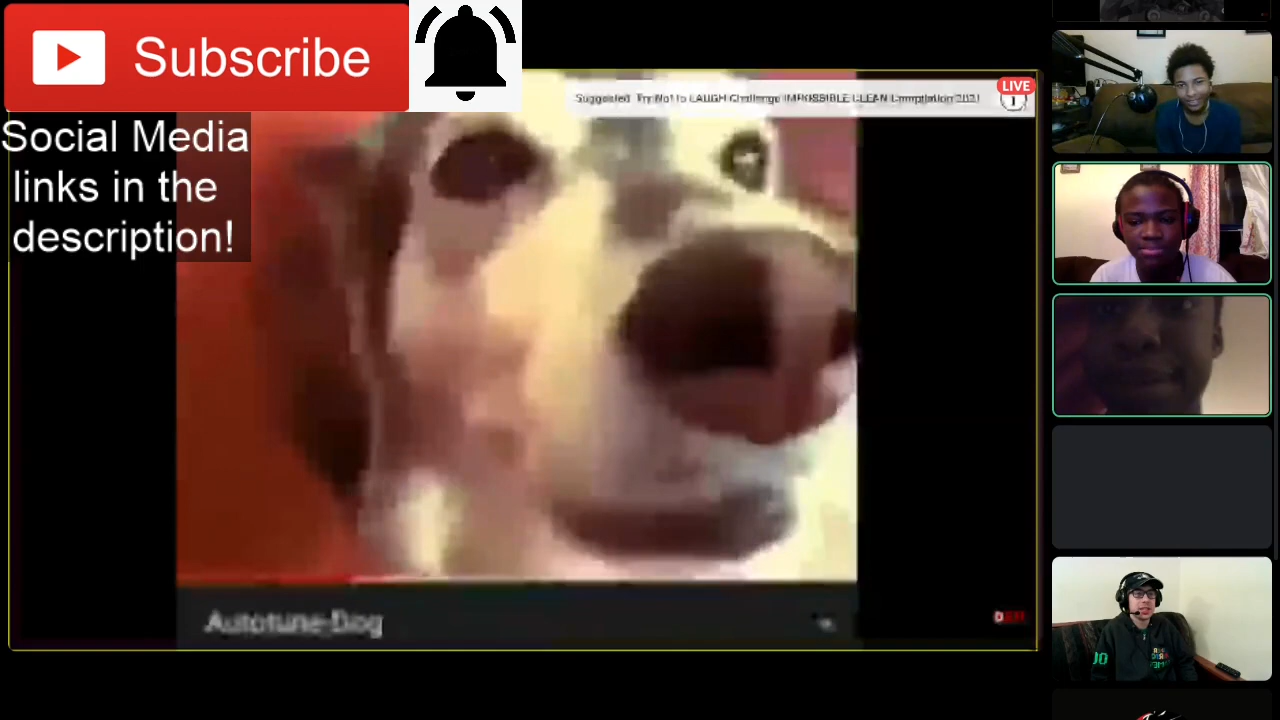 Subscribe
Social Media
links in the
description!
Suggested: Try Not to LAUGH Challenge IMPOSSIBLE CLEAN Compilation 2021
LIVE
1
Autotune Dog